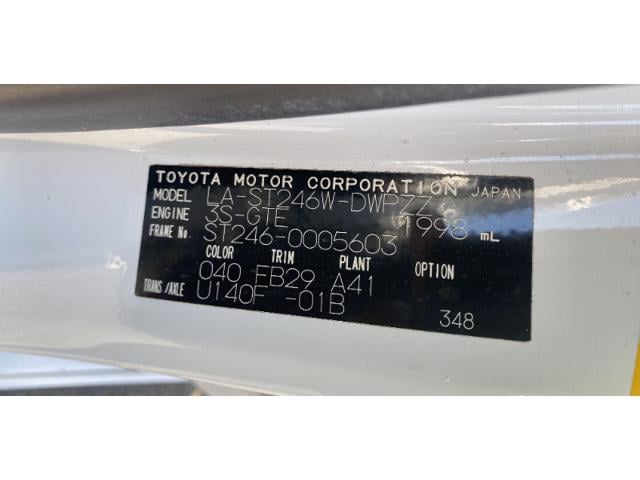 TOYOTA MOTOR CORPORATION JAPAN
MODEL LA-ST246W-DWPZZ
ENGINE 3S-GTE 1998 mL
FRAME No. ST246-0005603
COLOR TRIM PLANT OPTION
040 FB29 A41
TRANS/AXLE U140F -01B
348